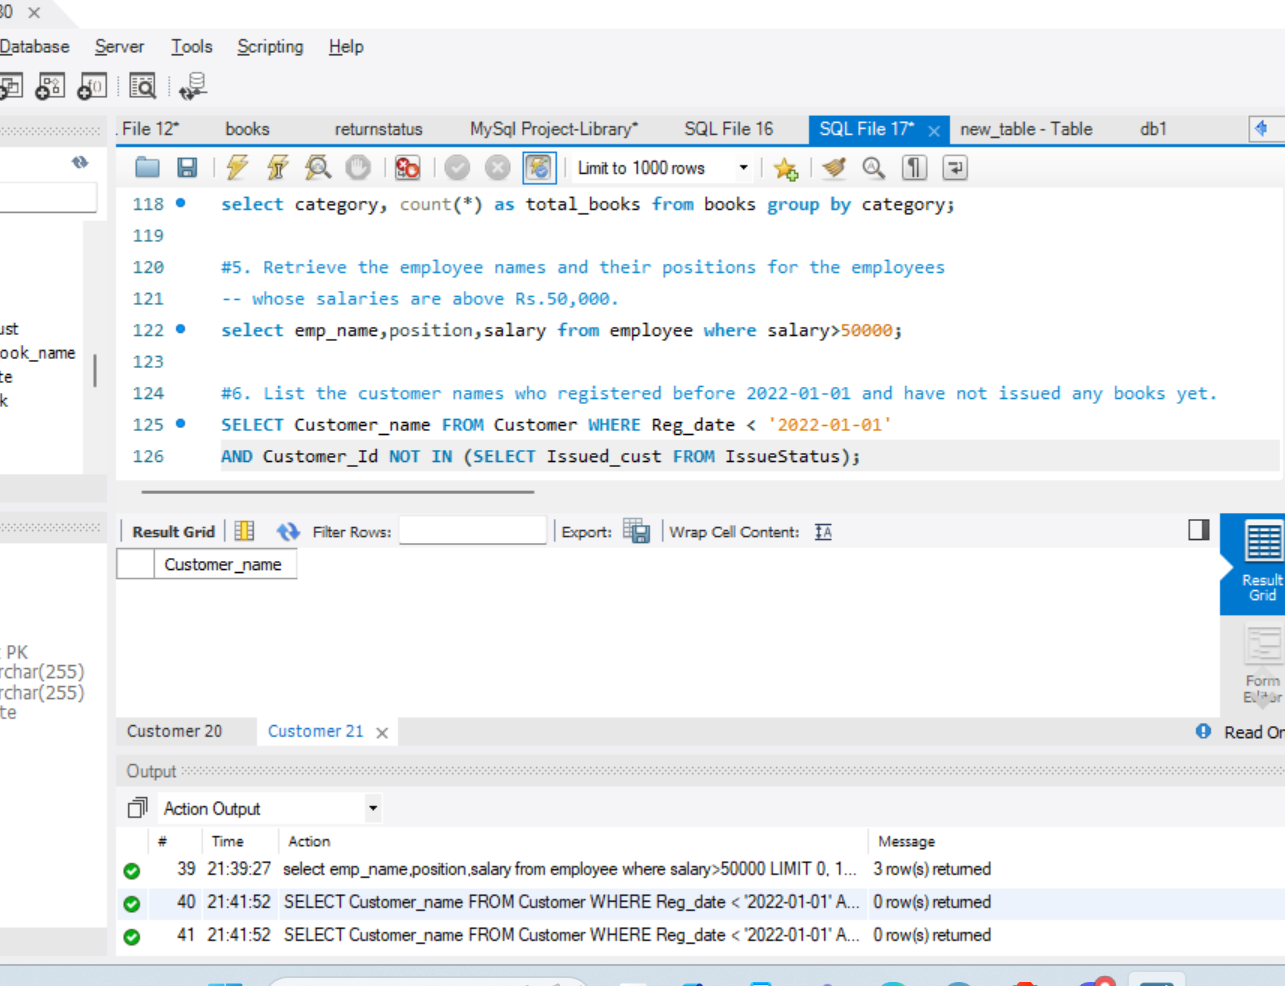 30 ×
Database Server Tools Scripting Help
File 12* books returnstatus MySql Project-Library* SQL File 16 SQL File 17* × new_table - Table db1
Limit to 1000 rows
118 select category, count(*) as total_books from books group by category;
119
120 #5. Retrieve the employee names and their positions for the employees
121 -- whose salaries are above Rs.50,000.
122 select emp_name,position,salary from employee where salary>50000;
123
124 #6. List the customer names who registered before 2022-01-01 and have not issued any books yet.
125 SELECT Customer_name FROM Customer WHERE Reg_date < '2022-01-01'
126 AND Customer_Id NOT IN (SELECT Issued_cust FROM IssueStatus);
ust
ook_name
te
k
Result Grid Filter Rows: Export: Wrap Cell Content: IA
Customer_name
Result
Grid
Form
Editor
PK
rchar(255)
rchar(255)
te
Customer 20 Customer 21 × Read On
Output
Action Output
# Time Action Message
39 21:39:27 select emp_name,position,salary from employee where salary>50000 LIMIT 0, 1... 3 row(s) returned
40 21:41:52 SELECT Customer_name FROM Customer WHERE Reg_date < '2022-01-01' A... 0 row(s) returned
41 21:41:52 SELECT Customer_name FROM Customer WHERE Reg_date < '2022-01-01' A... 0 row(s) returned